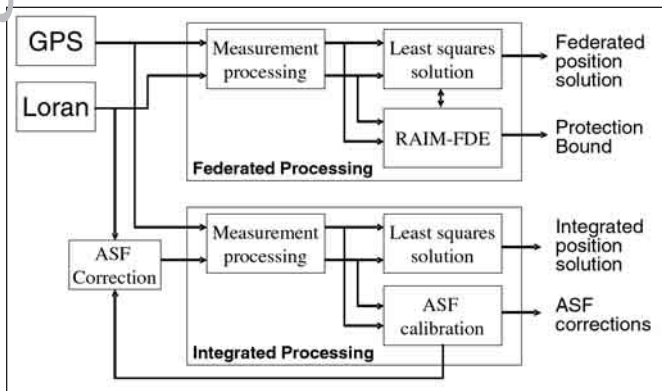 GPS
Loran
Measurement
processing
Least squares
solution
RAIM-FDE
Federated Processing
Federated
position
solution
Protection
Bound
ASF
Correction
Measurement
processing
Least squares
solution
ASF
calibration
Integrated Processing
Integrated
position
solution
ASF
corrections